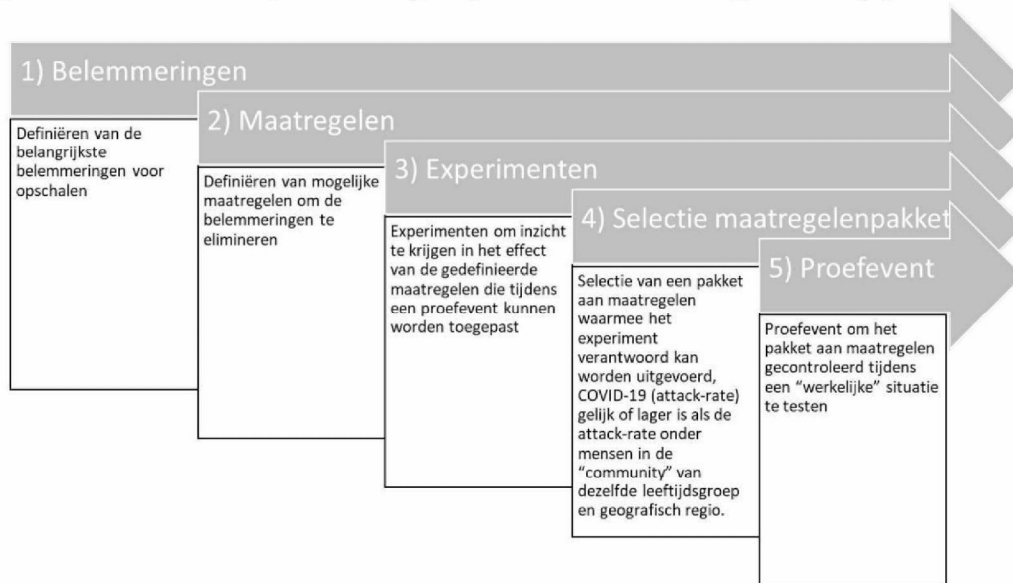 1) Belemmeringen
Definiëren van de
belangrijkste
belemmeringen voor
opschalen
2) Maatregelen
Definiëren van mogelijke
maatregelen om de
belemmeringen te
elimineren
3) Experimenten
Experimenten om inzicht
te krijgen in het effect
van de gedefinieerde
maatregelen die tijdens
een proefevent kunnen
worden toegepast
4) Selectie maatregelenpakket
Selectie van een pakket
aan maatregelen
waarmee het
experiment
verantwoord kan
worden uitgevoerd,
COVID-19 (attack-rate)
gelijk of lager is als de
attack-rate onder
mensen in de
“community” van
dezelfde leeftijdsgroep
en geografisch regio.
5) Proefevent
Proefevent om het
pakket aan maatregelen
gecontroleerd tijdens
een “werkelijke” situatie
te testen